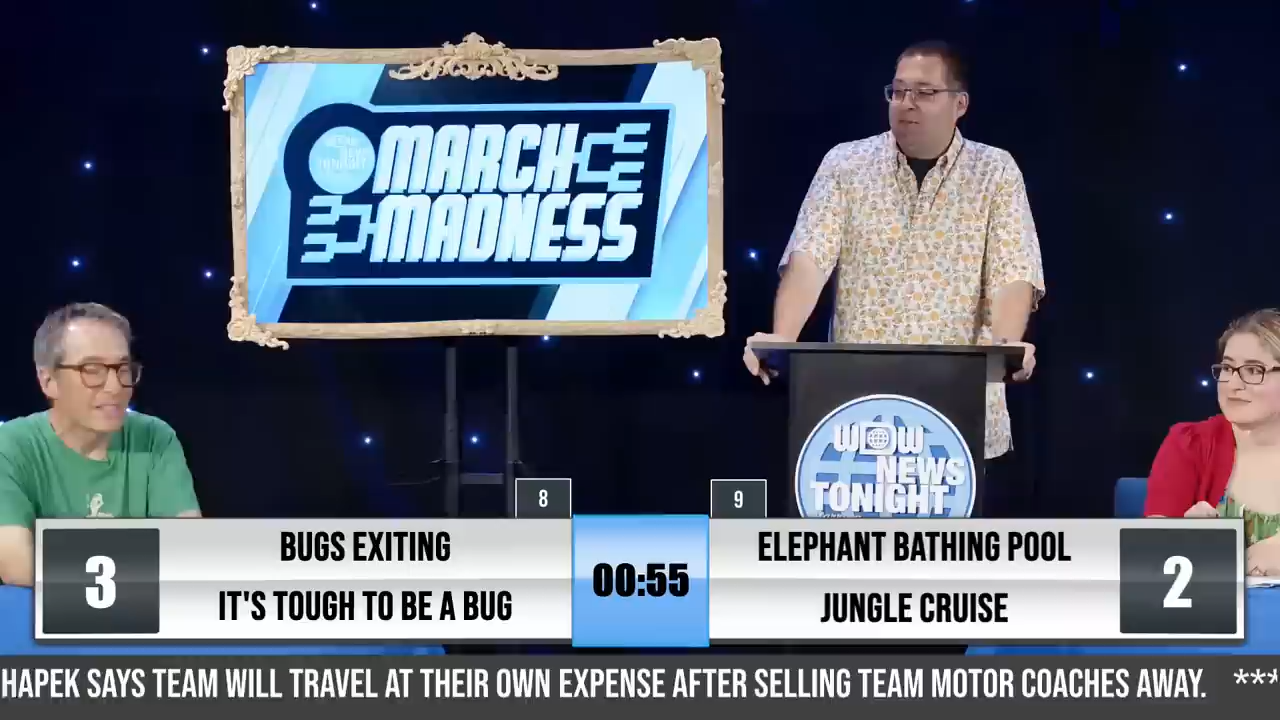 MARCH
MADNESS
WDW
NEWS
TONIGHT
8
9
3
BUGS EXITING
IT'S TOUGH TO BE A BUG
00:55
ELEPHANT BATHING POOL
JUNGLE CRUISE
2
HAPEK SAYS TEAM WILL TRAVEL AT THEIR OWN EXPENSE AFTER SELLING TEAM MOTOR COACHES AWAY. ***